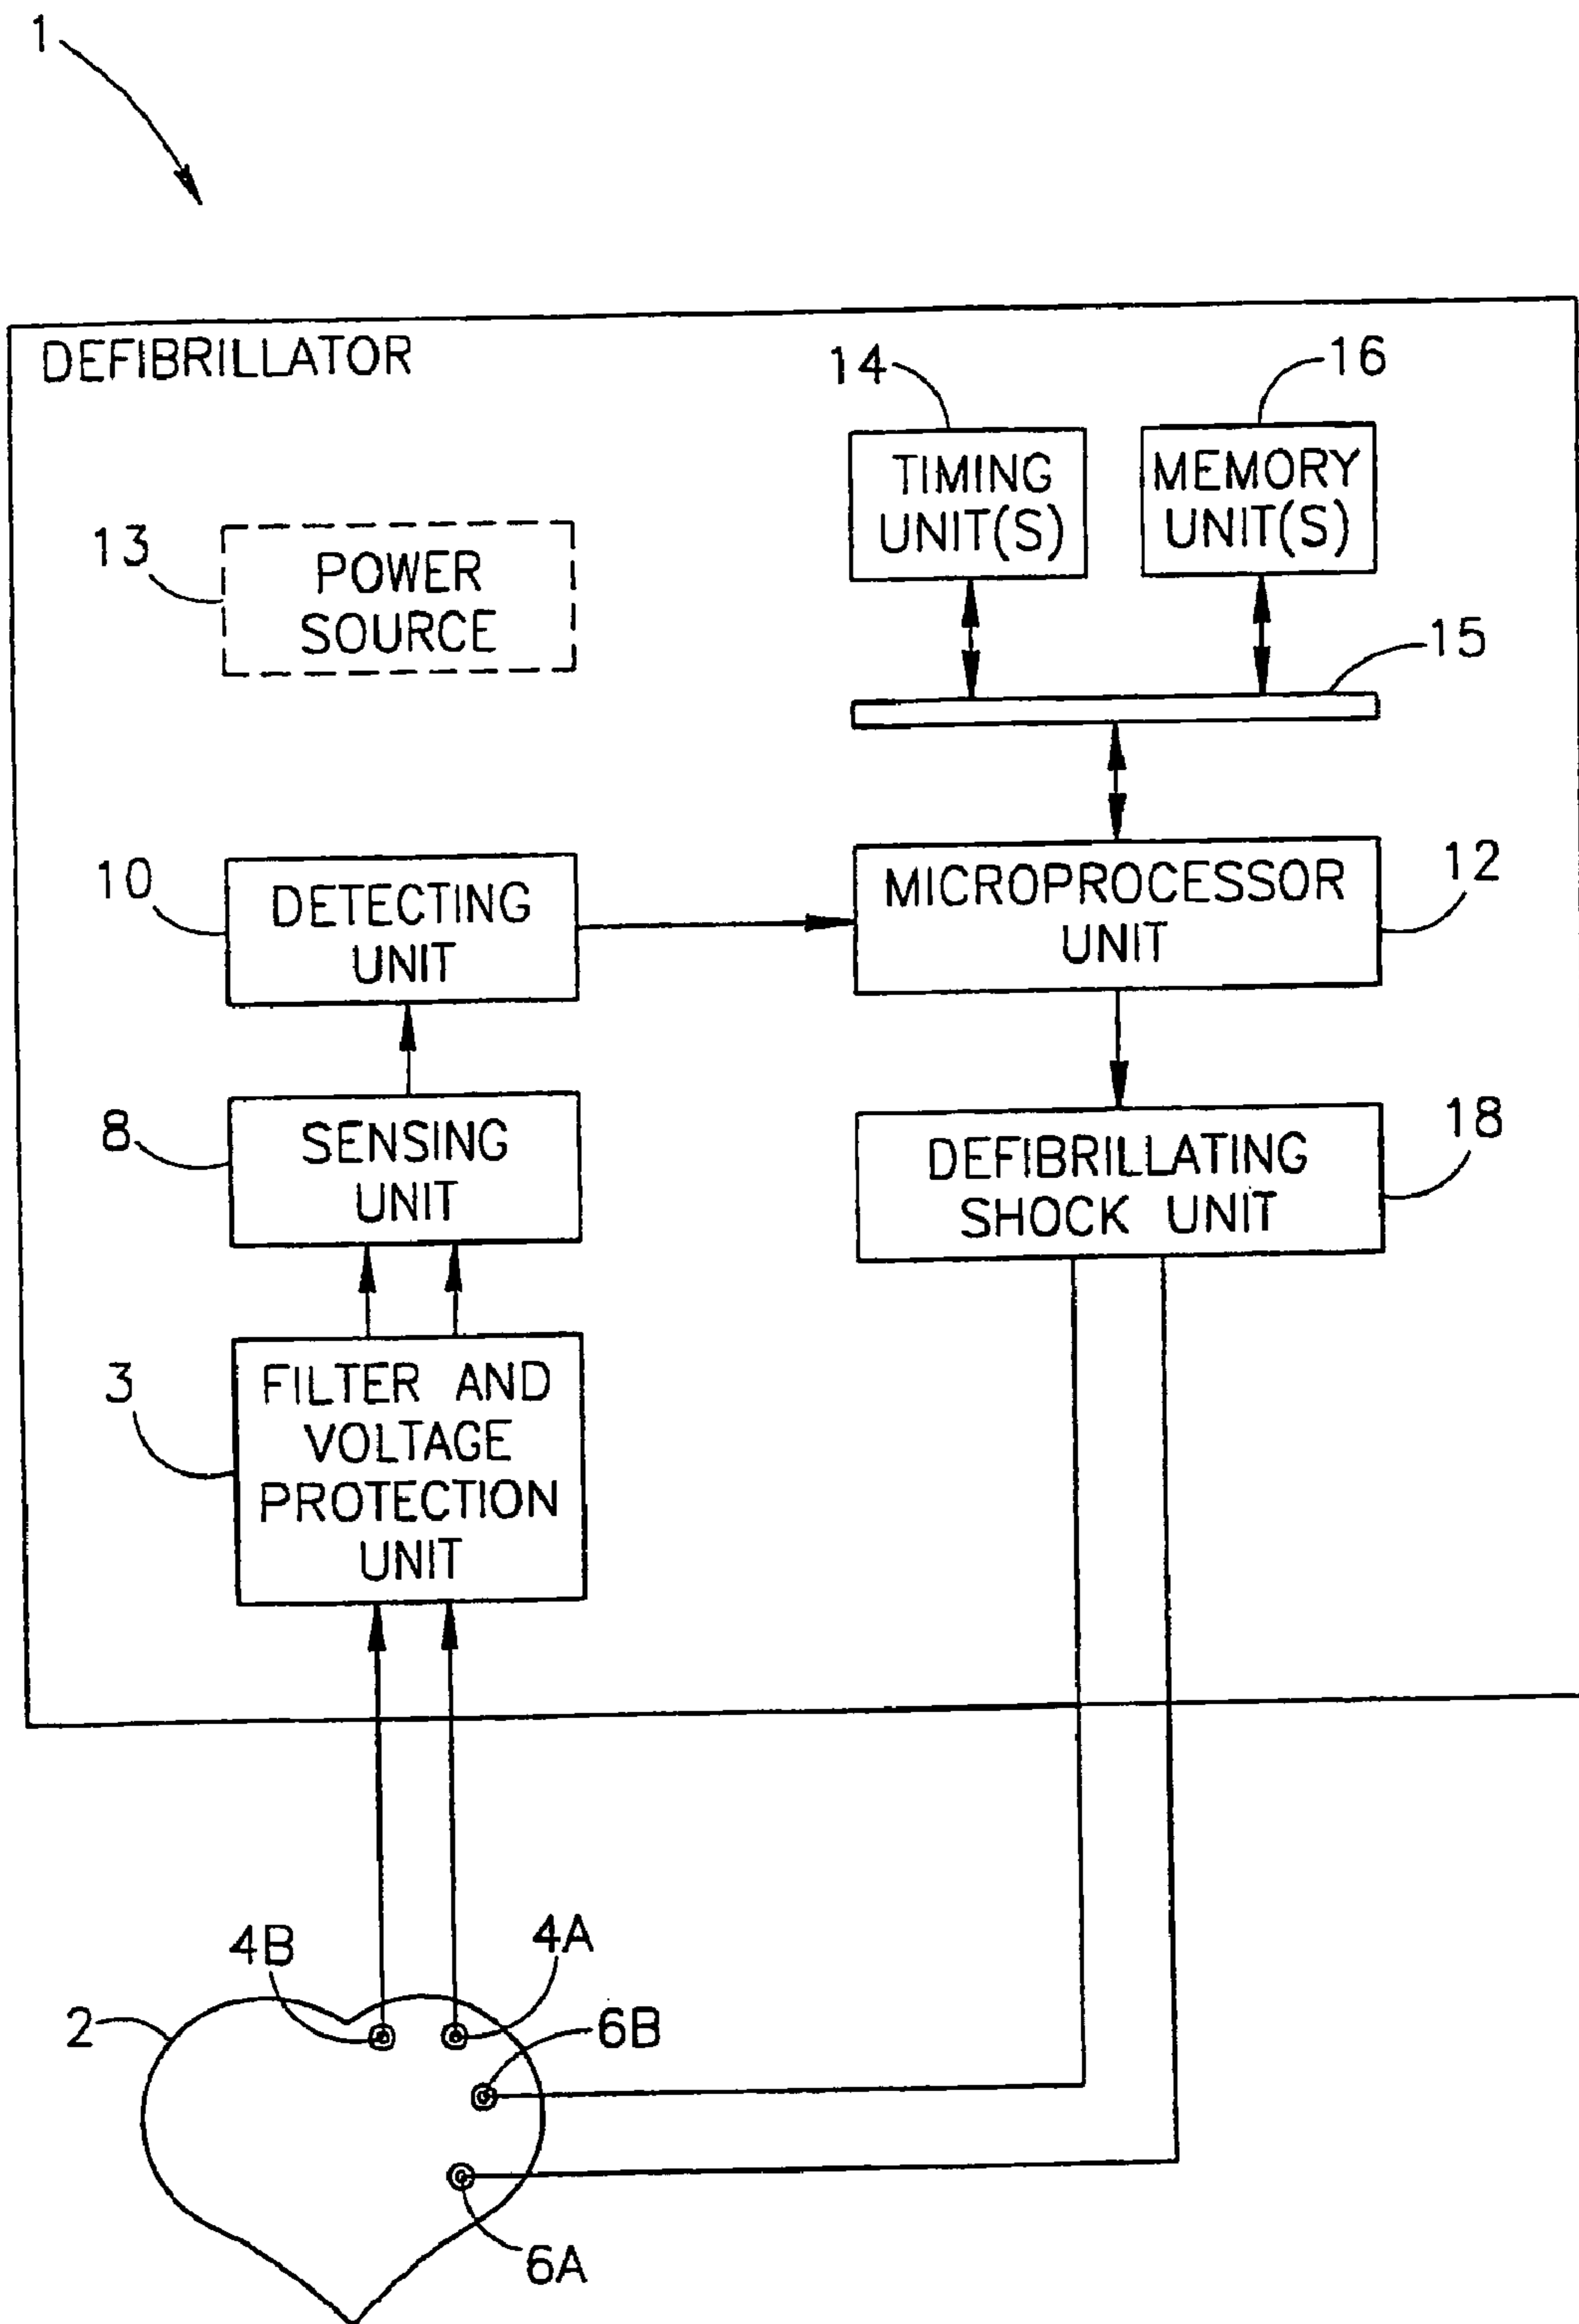 1
DEFIBRILLATOR
14
16
TIMING
UNIT(S)
MEMORY
UNIT(S)
13
POWER
SOURCE
15
10
DETECTING
UNIT
MICROPROCESSOR
UNIT
12
8
SENSING
UNIT
DEFIBRILLATING
SHOCK UNIT
18
3
FILTER AND
VOLTAGE
PROTECTION
UNIT
4B
4A
2
6B
6A